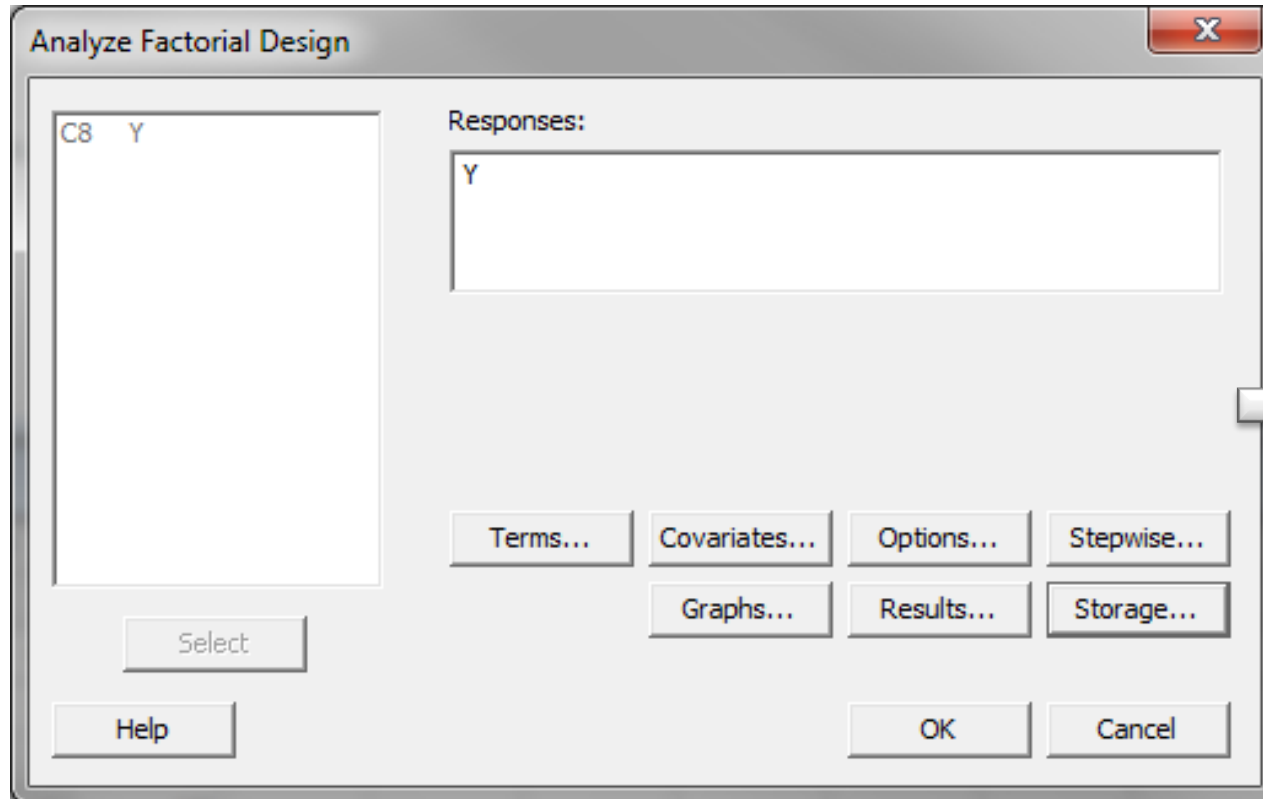 Analyze Factorial Design
C8 Y
Responses:
Y
Terms...
Covariates...
Options...
Stepwise...
Graphs...
Results...
Storage...
Select
Help
OK
Cancel